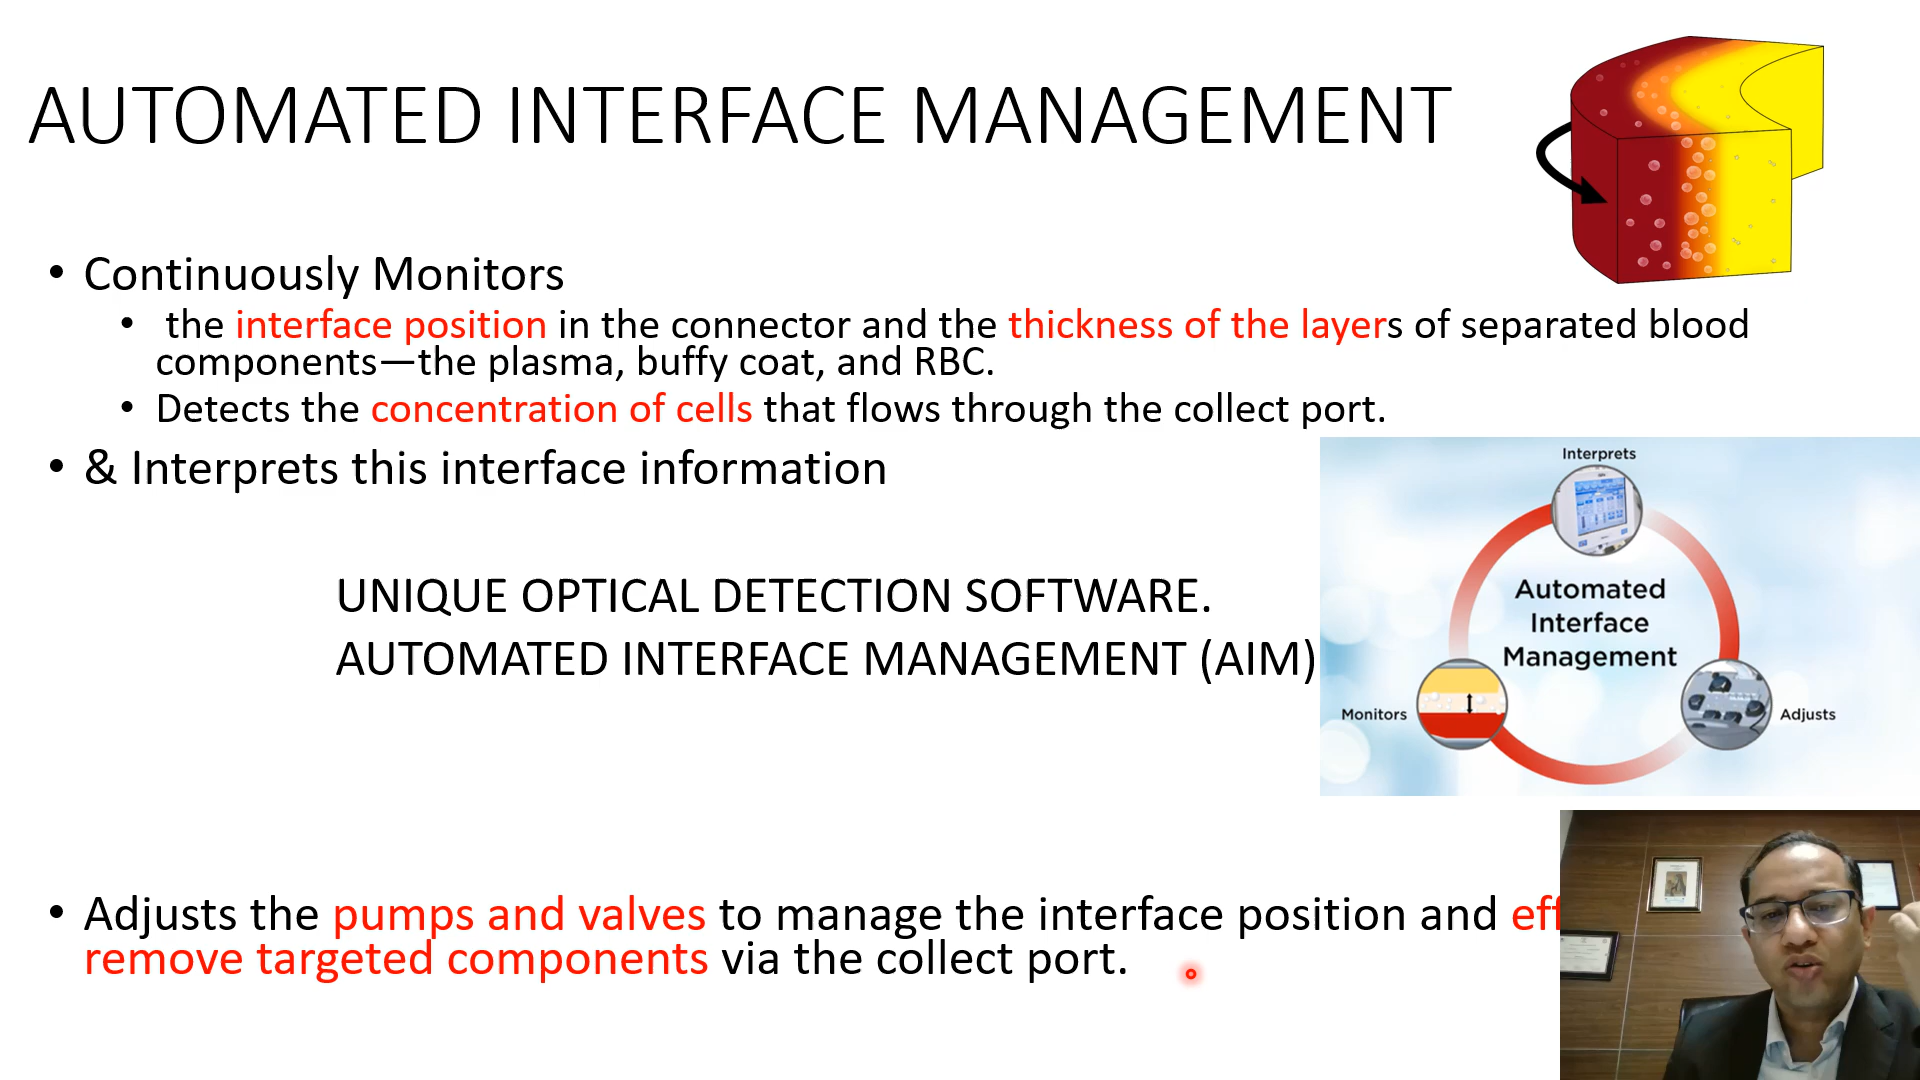 AUTOMATED INTERFACE MANAGEMENT
• Continuously Monitors
• the interface position in the connector and the thickness of the layers of separated blood
components—the plasma, buffy coat, and RBC.
• Detects the concentration of cells that flows through the collect port.
• & Interprets this interface information
UNIQUE OPTICAL DETECTION SOFTWARE.
AUTOMATED INTERFACE MANAGEMENT (AIM)
Interprets
Automated
Interface
Management
Monitors
Adjusts
• Adjusts the pumps and valves to manage the interface position and
remove targeted components via the collect port.